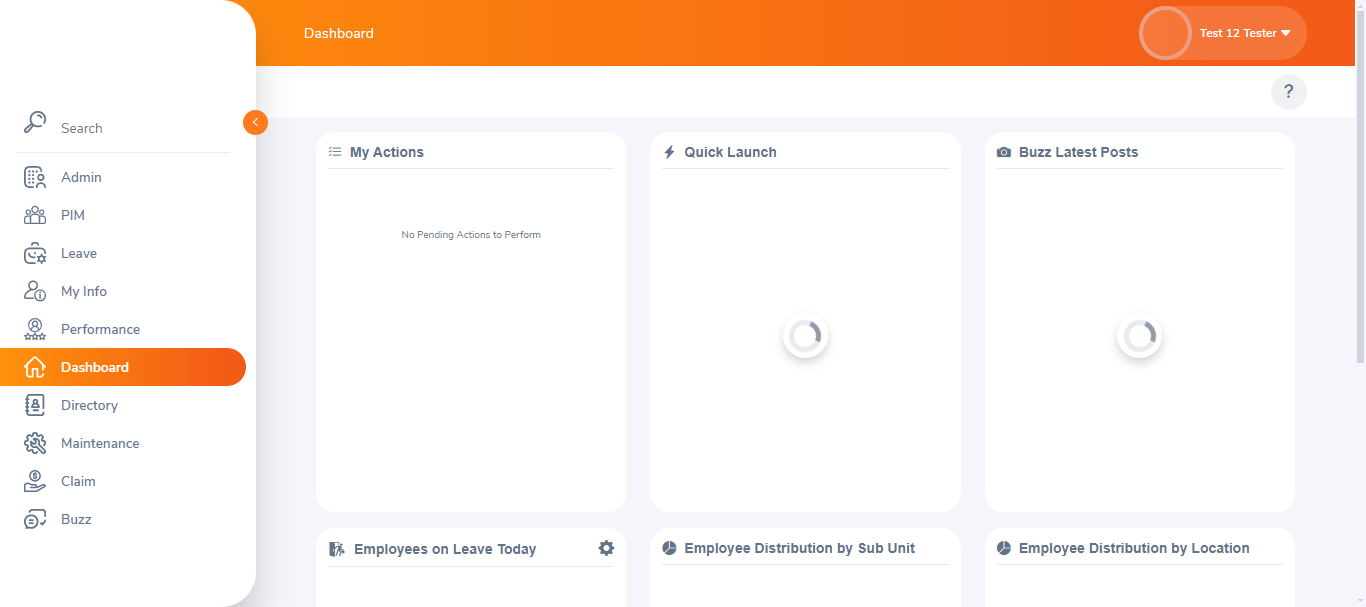 Dashboard
Test 12 Tester
?
Search
Admin
PIM
Leave
My Info
Performance
Dashboard
Directory
Maintenance
Claim
Buzz
My Actions
No Pending Actions to Perform
Quick Launch
Buzz Latest Posts
Employees on Leave Today
Employee Distribution by Sub Unit
Employee Distribution by Location